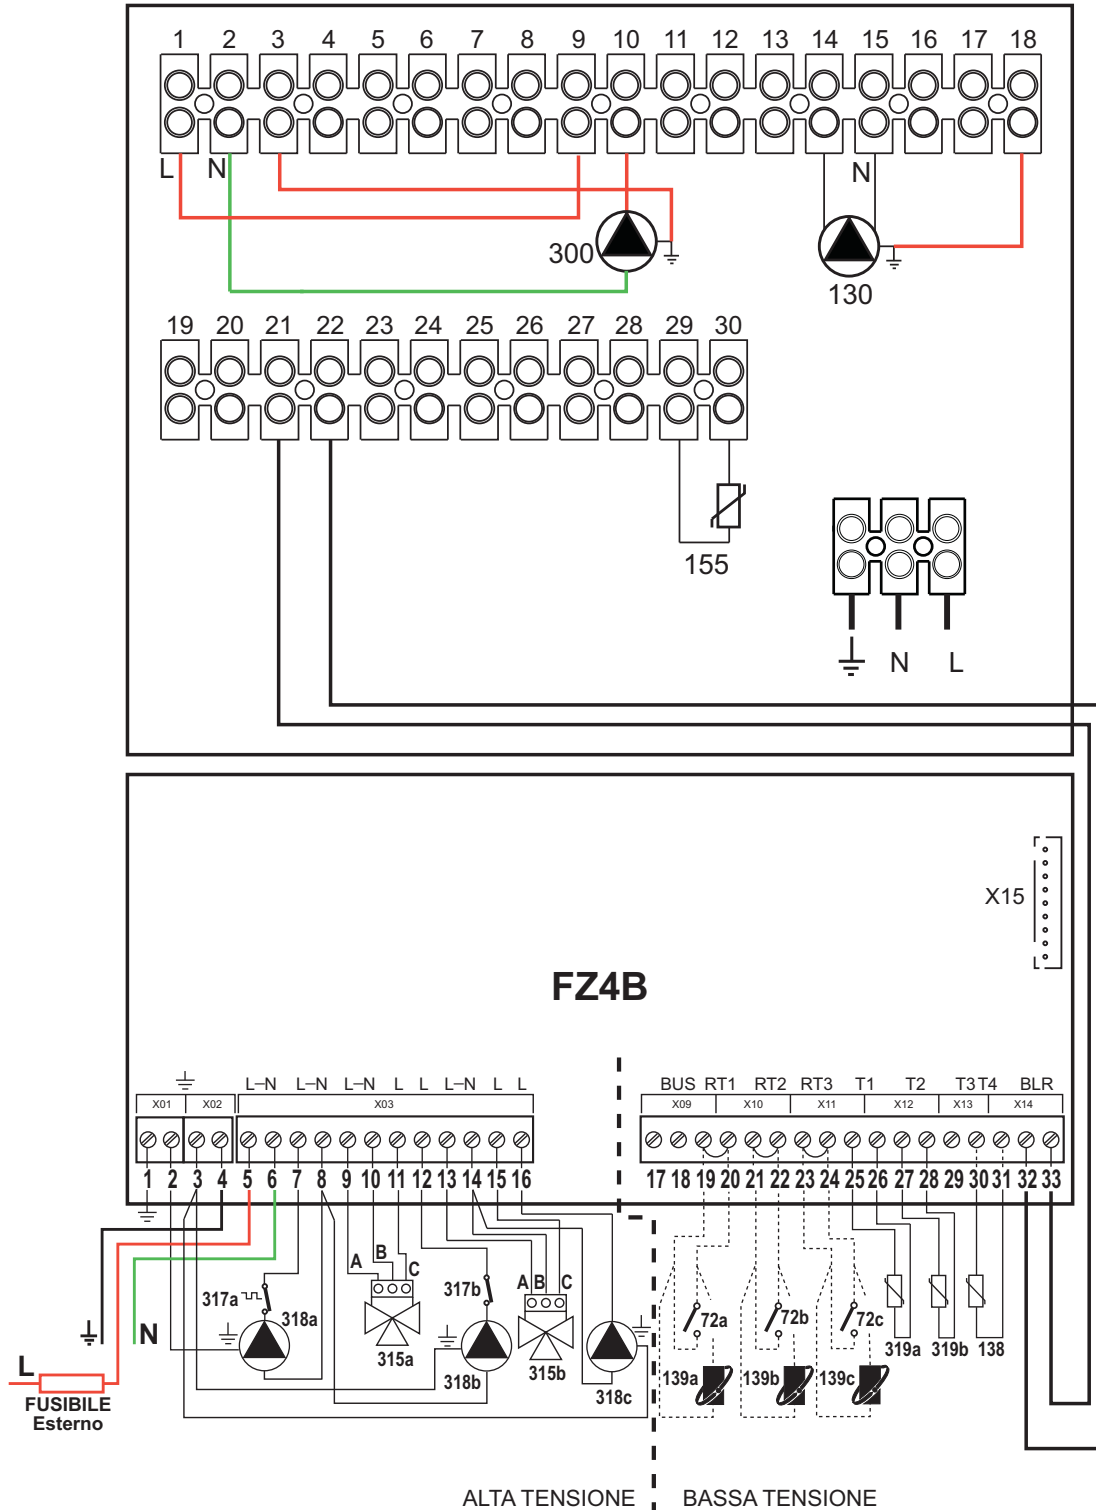 1 2 3 4 5 6 7 8 9 10 11 12 13 14 15 16 17 18
L N N
300
130
19 20 21 22 23 24 25 26 27 28 29 30
155
N L
X15
FZ4B
L–N L–N L–N L L L–N L L
BUS RT1 RT2 RT3 T1 T2 T3 T4 BLR
X01 X02 X03 X09 X10 X11 X12 X13 X14
1 2 3 4 5 6 7 8 9 10 11 12 13 14 15 16 17 18 19 20 21 22 23 24 25 26 27 28 29 30 31 32 33
A B C
A B C
317a 318a
317b
315a
318b
315b
318c
72a 72b 72c
319a 319b 138
139a 139b 139c
N
L
FUSIBILE
Esterno
ALTA TENSIONE BASSA TENSIONE